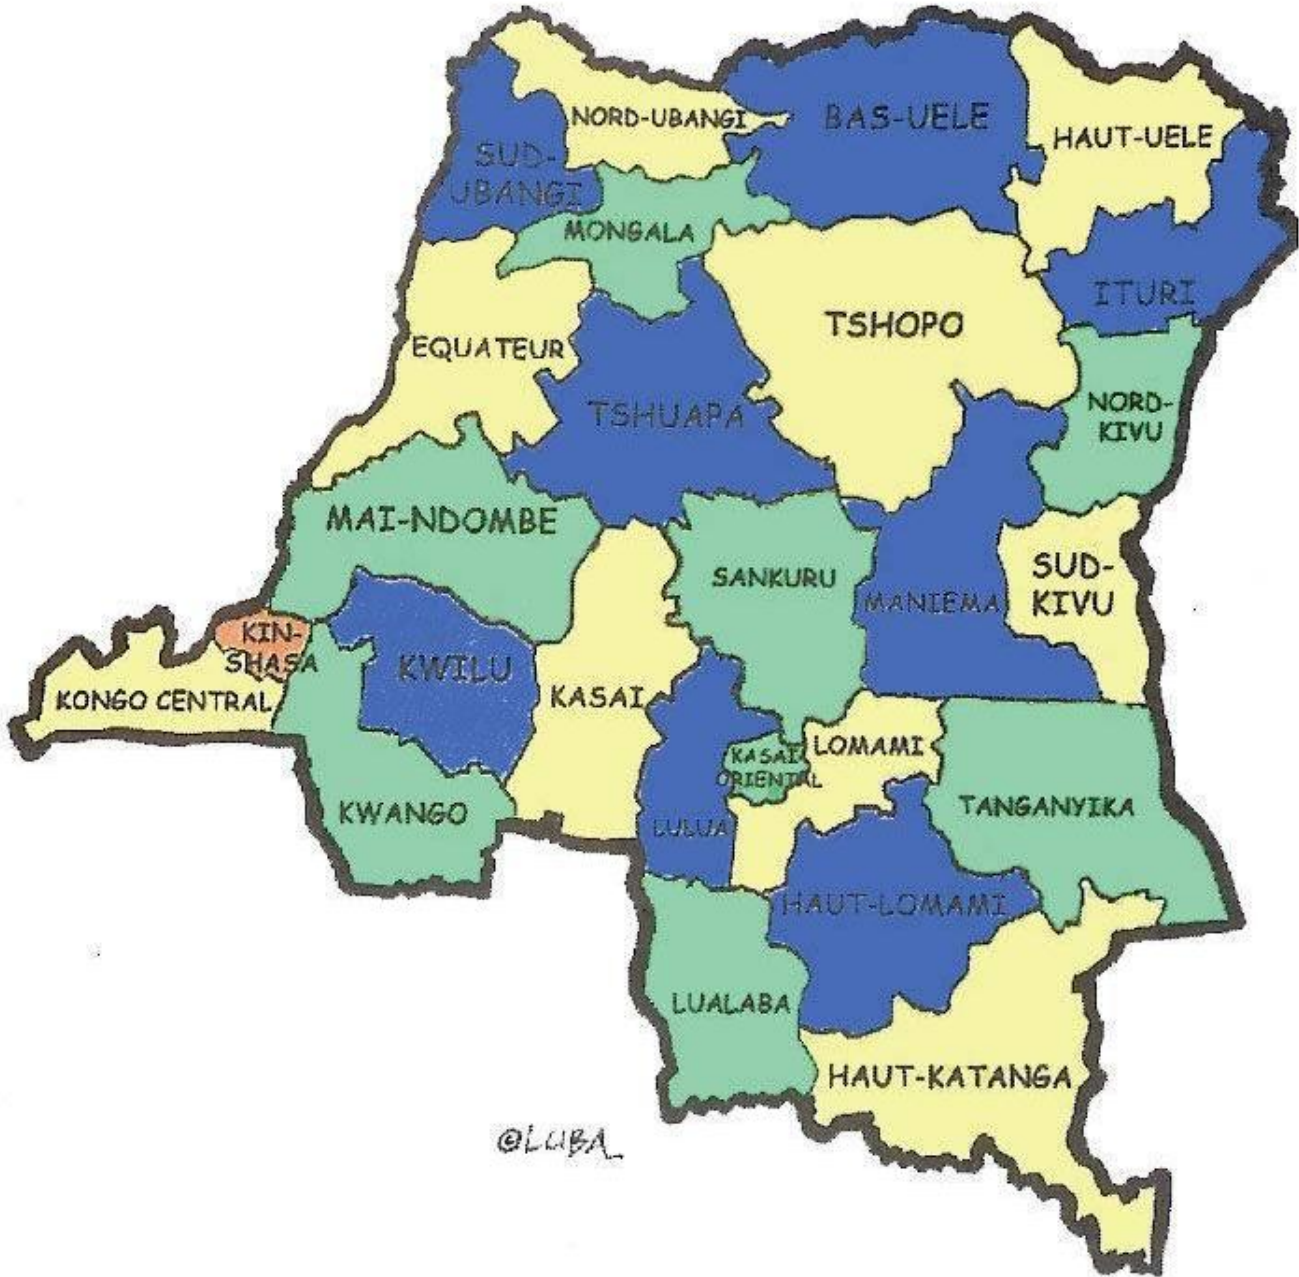 NORD-UBANGI
BAS-UELE
HAUT-UELE
SUD-
UBANGI
MONGALA
ITURI
EQUATEUR
TSHOPO
TSHUAPA
NORD-
KIVU
MAI-NDOMBE
SANKURU
MANIEMA
SUD-
KIVU
KIN-
SHASA
KONGO CENTRAL
KWILU
KASAI
KASAI
ORIENTAL
LOMAMI
KWANGO
LULUA
TANGANYIKA
HAUT-LOMAMI
LUALABA
HAUT-KATANGA
©LUBA